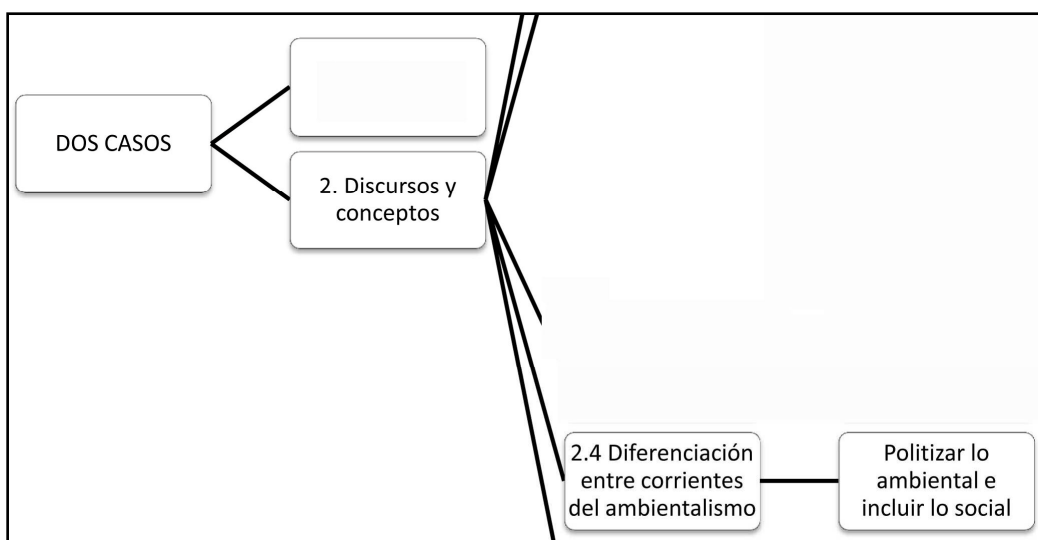 DOS CASOS
2. Discursos y
conceptos
2.4 Diferenciación
entre corrientes
del ambientalismo
Politizar lo
ambiental e
incluir lo social